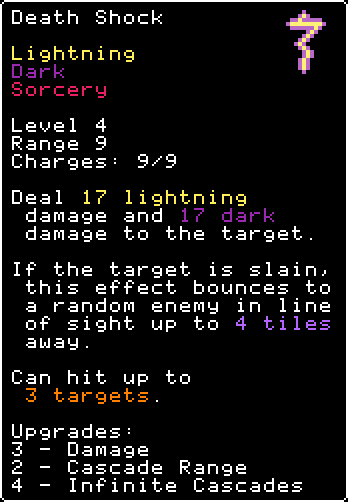 Death Shock
Lightning
Dark
Sorcery
Level 4
Range 9
Charges: 9/9
Deal 17 lightning
damage and 17 dark
damage to the target.
If the target is slain,
this effect bounces to
a random enemy in line
of sight up to 4 tiles
away.
Can hit up to
3 targets.
Upgrades:
3 - Damage
2 - Cascade Range
4 - Infinite Cascades